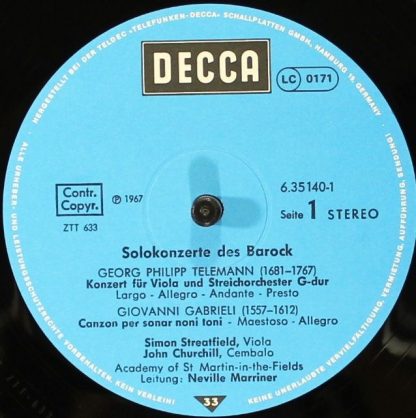 HERGESTELLT BEI DER TELDEC »TELEFUNKEN-DECCA« SCHALLPLATTEN GMBH, HAMBURG 19, GERMANY
DECCA
LC 0171
Contr.
Copyr.
ZTT 633
℗ 1967
6.35140-1
Seite 1 STEREO
Solokonzerte des Barock
GEORG PHILIPP TELEMANN (1681–1767)
Konzert für Viola und Streichorchester G-dur
Largo - Allegro - Andante - Presto
GIOVANNI GABRIELI (1557–1612)
Canzon per sonar noni toni - Maestoso - Allegro
Simon Streatfield, Viola
John Churchill, Cembalo
Academy of St Martin-in-the-Fields
Leitung: Neville Marriner
33
ALLE URHEBER- UND LEISTUNGSSCHUTZRECHTE VORBEHALTEN. KEIN VERLEIH! KEINE UNERLAUBTE VERVIELFÄLTIGUNG, VERMIETUNG, AUFFÜHRUNG, SENDUNG!